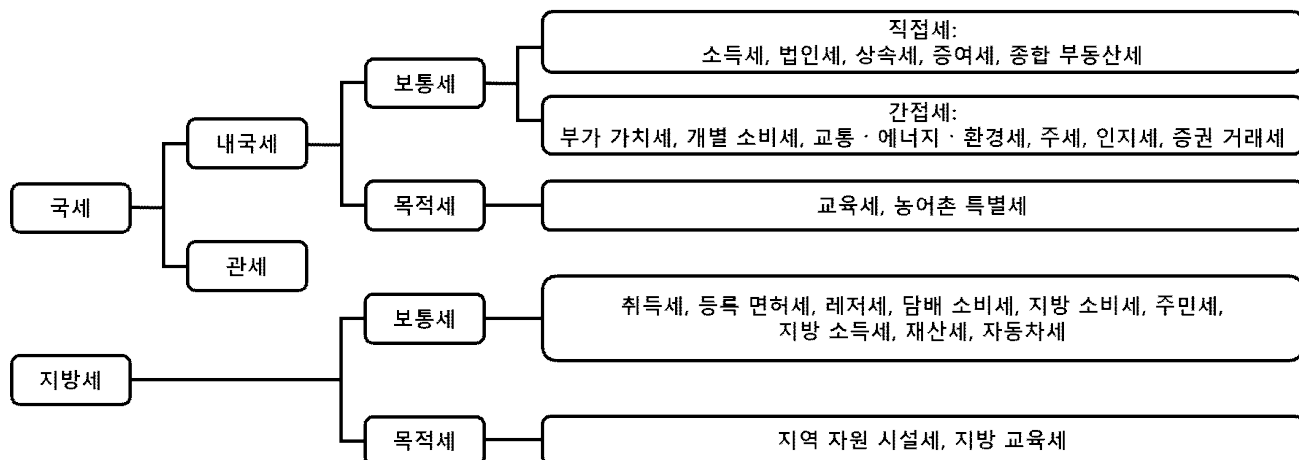 직접세:
소득세, 법인세, 상속세, 증여세, 종합 부동산세
보통세
간접세:
부가 가치세, 개별 소비세, 교통 · 에너지 · 환경세, 주세, 인지세, 증권 거래세
내국세
국세
목적세
교육세, 농어촌 특별세
관세
보통세
취득세, 등록 면허세, 레저세, 담배 소비세, 지방 소비세, 주민세,
지방 소득세, 재산세, 자동차세
지방세
목적세
지역 자원 시설세, 지방 교육세